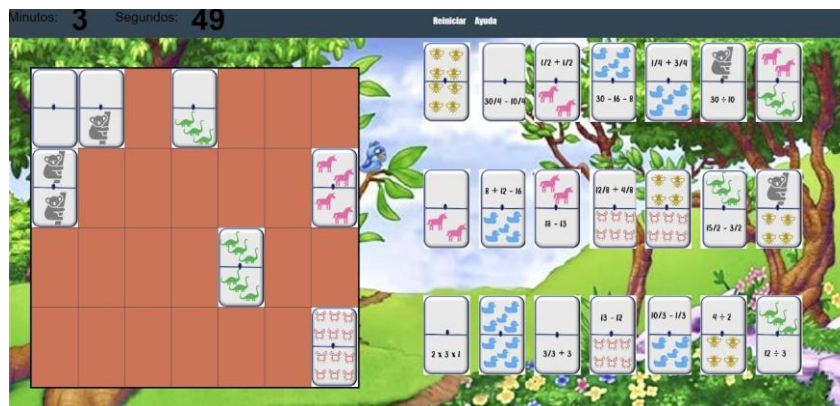 Minutos: 3 Segundos: 49
Reiniciar Ayuda
1/2 + 1/2
1/4 + 3/4
30/4 - 10/4
30 - 16 - 8
30 ÷ 10
8 + 12 - 16
12/8 + 4/8
18 - 13
15/2 - 3/2
13 - 12
10/3 - 1/3
4 ÷ 2
2 x 3 x 1
3/3 + 3
12 ÷ 3